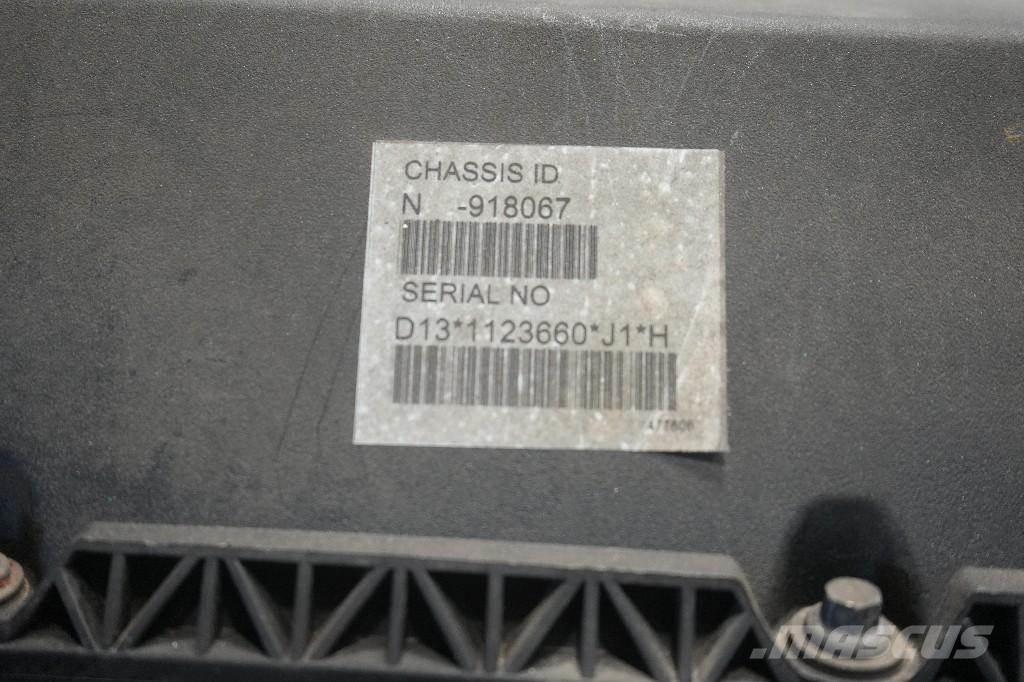 CHASSIS ID
N -918067
SERIAL NO
D13*1123660*J1*H
MASCUS